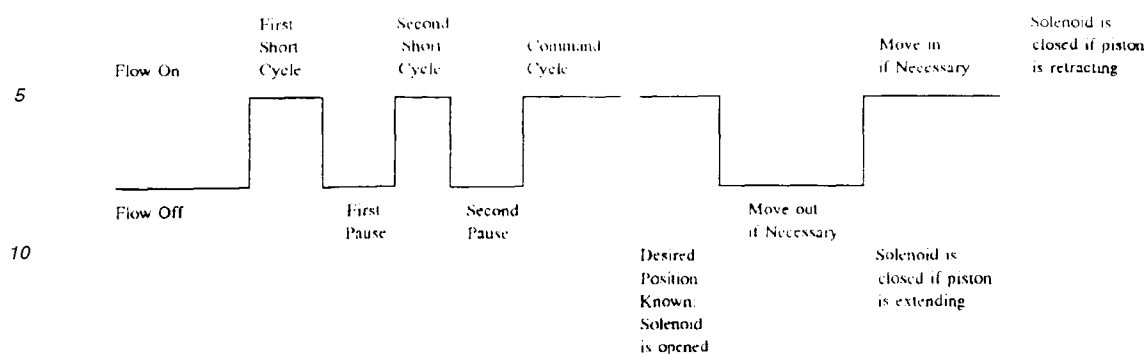 First
Short
Cycle
Second
Short
Cycle
Command
Cycle
Move in
if Necessary
Solenoid is
closed if piston
is retracting
Flow On
5
Flow Off
First
Pause
Second
Pause
Move out
if Necessary
10
Desired
Position
Known:
Solenoid
is opened
Solenoid is
closed if piston
is extending